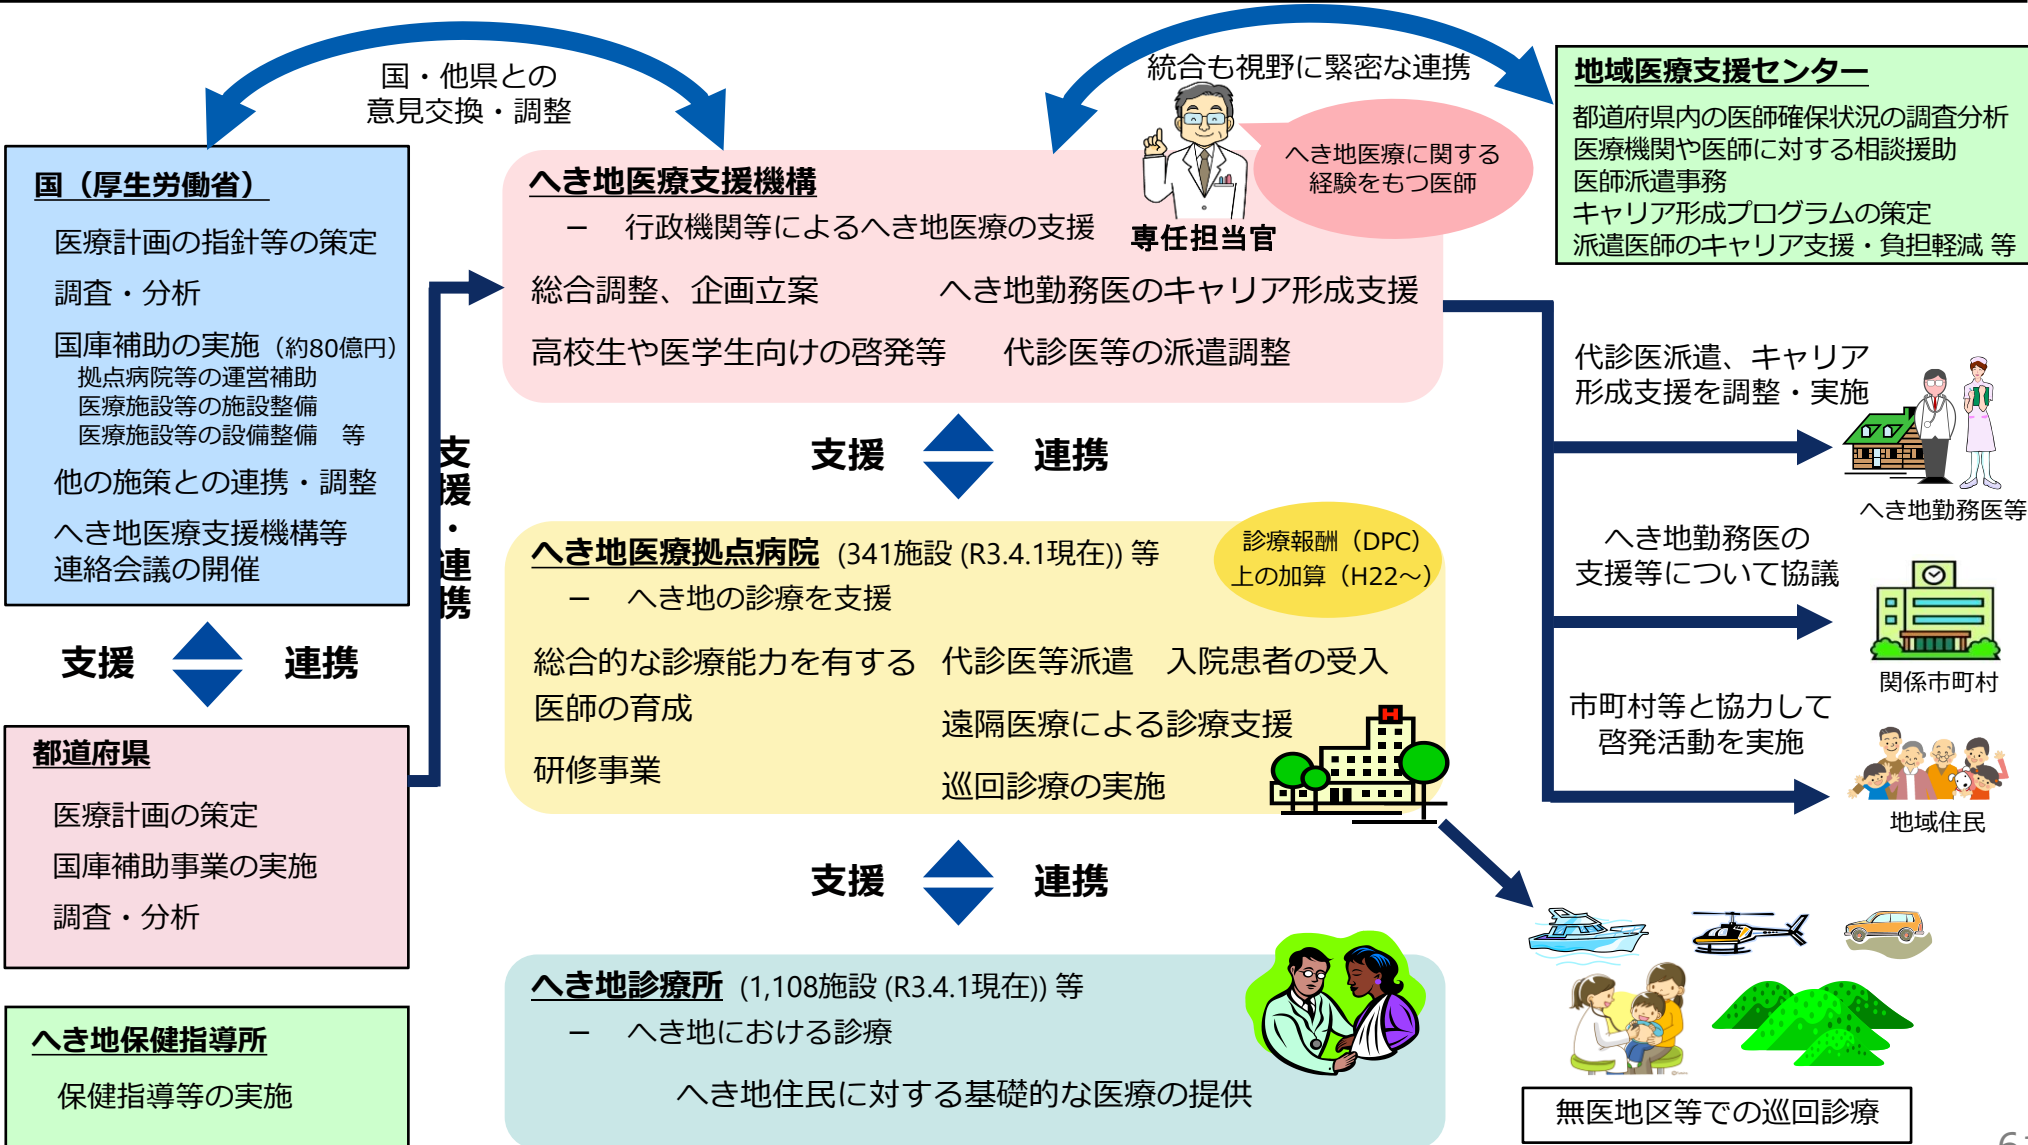 国・他県との
意見交換・調整
統合も視野に緊密な連携
国（厚生労働省）
医療計画の指針等の策定
調査・分析
国庫補助の実施（約80億円）
拠点病院等の運営補助
医療施設等の施設整備
医療施設等の設備整備　等
他の施策との連携・調整
へき地医療支援機構等
連絡会議の開催
支援
連携
都道府県
医療計画の策定
国庫補助事業の実施
調査・分析
へき地保健指導所
保健指導等の実施
支援・連携
へき地医療支援機構
－　行政機関等によるへき地医療の支援
専任担当官
へき地医療に関する
経験をもつ医師
総合調整、企画立案
へき地勤務医のキャリア形成支援
高校生や医学生向けの啓発等
代診医等の派遣調整
支援
連携
へき地医療拠点病院 (341施設 (R3.4.1現在)) 等
－　へき地の診療を支援
診療報酬（DPC）
上の加算（H22～）
総合的な診療能力を有する
医師の育成
研修事業
代診医等派遣　入院患者の受入
遠隔医療による診療支援
巡回診療の実施
H
支援
連携
へき地診療所 (1,108施設 (R3.4.1現在)) 等
－　へき地における診療
へき地住民に対する基礎的な医療の提供
地域医療支援センター
都道府県内の医師確保状況の調査分析
医療機関や医師に対する相談援助
医師派遣事務
キャリア形成プログラムの策定
派遣医師のキャリア支援・負担軽減 等
代診医派遣、キャリア
形成支援を調整・実施
へき地勤務医等
へき地勤務医の
支援等について協議
関係市町村
市町村等と協力して
啓発活動を実施
地域住民
無医地区等での巡回診療